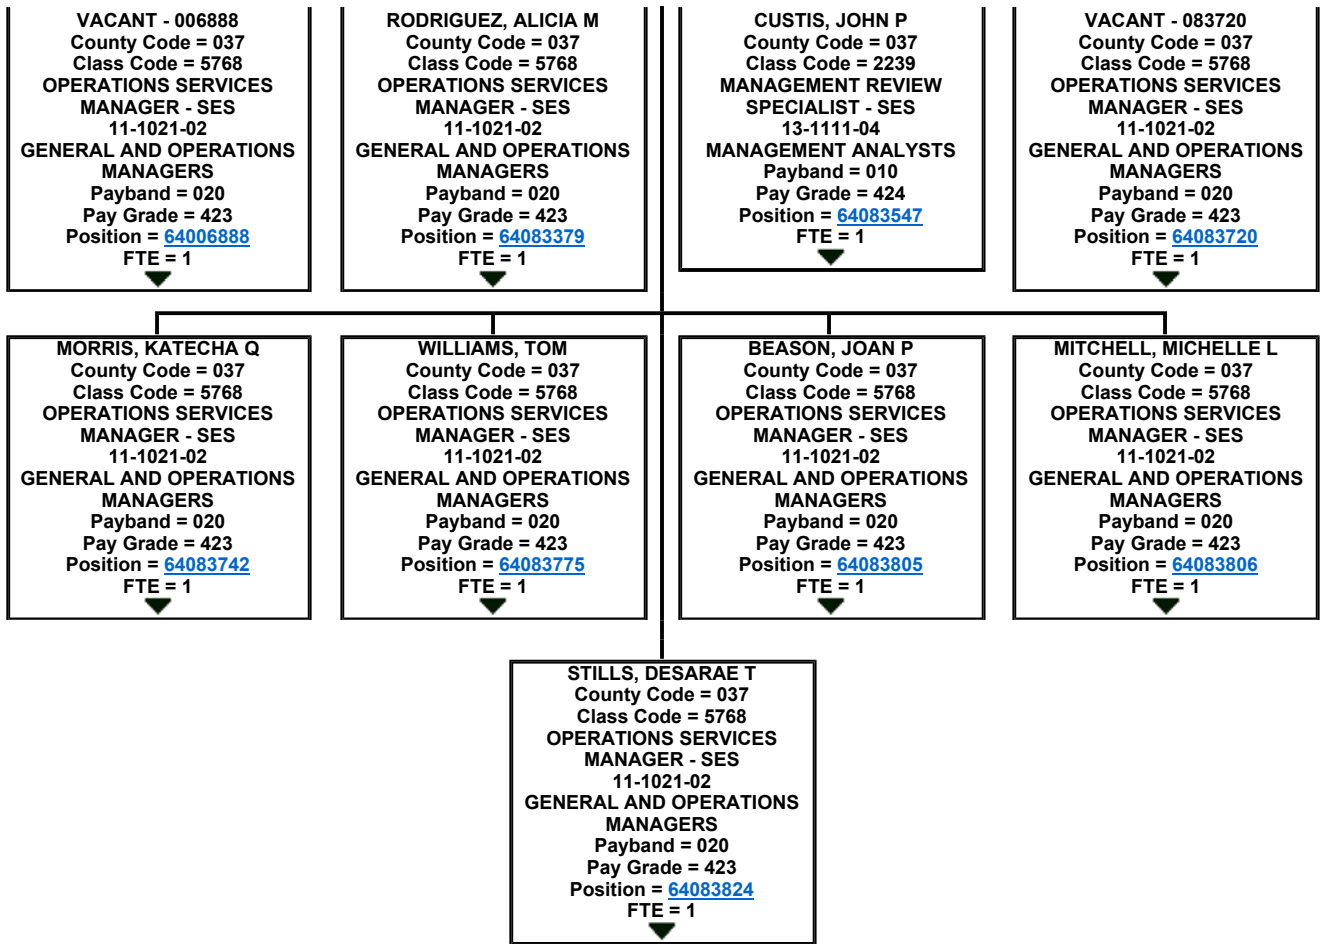 VACANT - 006888
County Code = 037
Class Code = 5768
OPERATIONS SERVICES
MANAGER - SES
11-1021-02
GENERAL AND OPERATIONS
MANAGERS
Payband = 020
Pay Grade = 423
Position = 64006888
FTE = 1
RODRIGUEZ, ALICIA M
County Code = 037
Class Code = 5768
OPERATIONS SERVICES
MANAGER - SES
11-1021-02
GENERAL AND OPERATIONS
MANAGERS
Payband = 020
Pay Grade = 423
Position = 64083379
FTE = 1
CUSTIS, JOHN P
County Code = 037
Class Code = 2239
MANAGEMENT REVIEW
SPECIALIST - SES
13-1111-04
MANAGEMENT ANALYSTS
Payband = 010
Pay Grade = 424
Position = 64083547
FTE = 1
VACANT - 083720
County Code = 037
Class Code = 5768
OPERATIONS SERVICES
MANAGER - SES
11-1021-02
GENERAL AND OPERATIONS
MANAGERS
Payband = 020
Pay Grade = 423
Position = 64083720
FTE = 1
MORRIS, KATECHA Q
County Code = 037
Class Code = 5768
OPERATIONS SERVICES
MANAGER - SES
11-1021-02
GENERAL AND OPERATIONS
MANAGERS
Payband = 020
Pay Grade = 423
Position = 64083742
FTE = 1
WILLIAMS, TOM
County Code = 037
Class Code = 5768
OPERATIONS SERVICES
MANAGER - SES
11-1021-02
GENERAL AND OPERATIONS
MANAGERS
Payband = 020
Pay Grade = 423
Position = 64083775
FTE = 1
BEASON, JOAN P
County Code = 037
Class Code = 5768
OPERATIONS SERVICES
MANAGER - SES
11-1021-02
GENERAL AND OPERATIONS
MANAGERS
Payband = 020
Pay Grade = 423
Position = 64083805
FTE = 1
MITCHELL, MICHELLE L
County Code = 037
Class Code = 5768
OPERATIONS SERVICES
MANAGER - SES
11-1021-02
GENERAL AND OPERATIONS
MANAGERS
Payband = 020
Pay Grade = 423
Position = 64083806
FTE = 1
STILLS, DESARAE T
County Code = 037
Class Code = 5768
OPERATIONS SERVICES
MANAGER - SES
11-1021-02
GENERAL AND OPERATIONS
MANAGERS
Payband = 020
Pay Grade = 423
Position = 64083824
FTE = 1